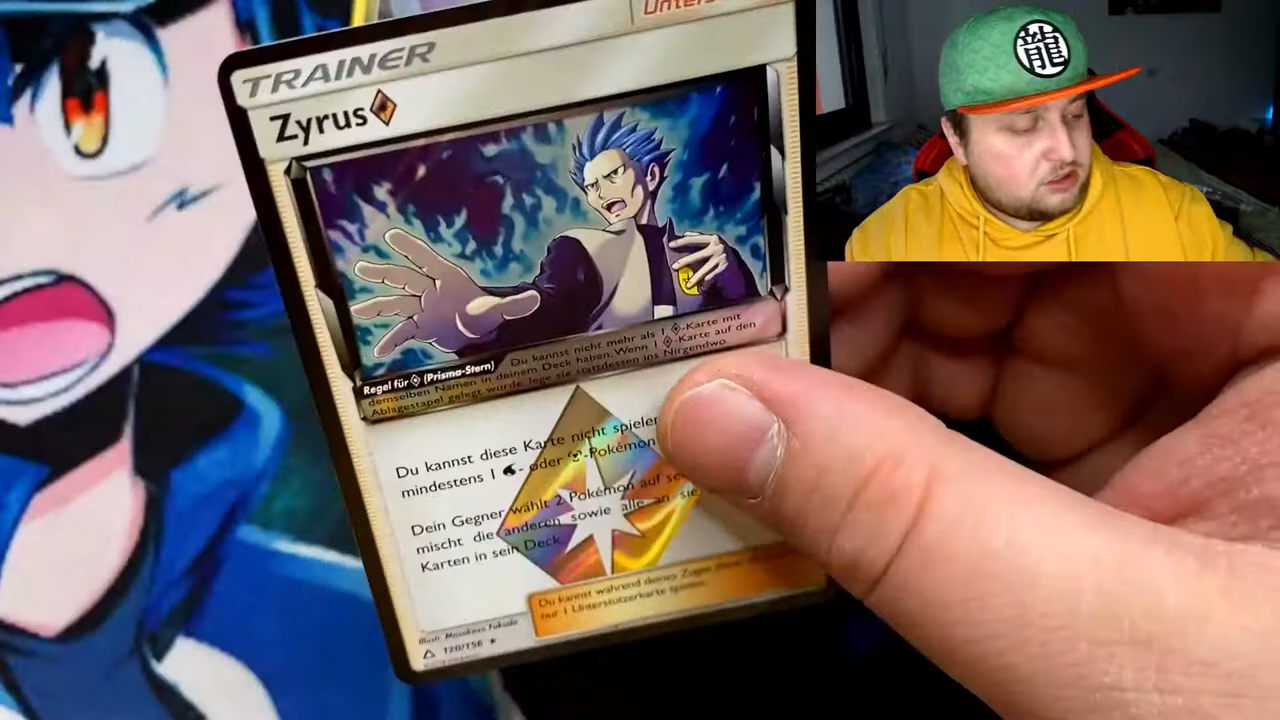 Unters
TRAINER
Zyrus
龍
Regel für (Prisma-Stern) Du kannst nicht mehr als 1 -Karte mit
demselben Namen in deinem Deck haben. Wenn 1 -Karte auf den
Ablagestapel gelegt würde, lege sie stattdessen ins Nirgendwo.
Du kannst diese Karte nicht spielen
mindestens 1 - oder -Pokémon
Dein Gegner wählt 2 Pokémon auf
mischt die anderen sowie alle an sie
Karten in sein Deck.
Du kannst während deines Zuges
nur 1 Unterstützerkarte spielen.
Illus. Masakazu Fukuda
120/156